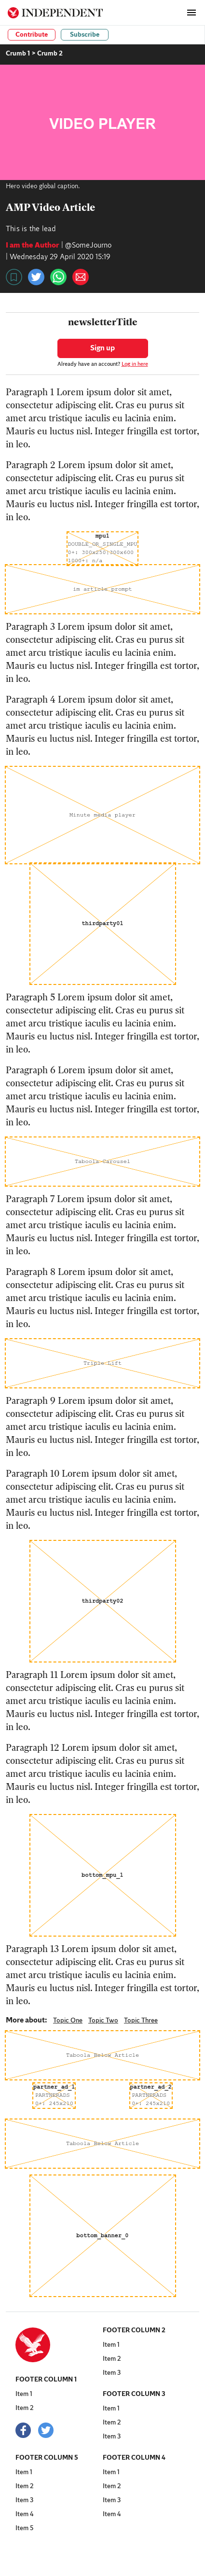 INDEPENDENT
Contribute
Subscribe
Crumb 1 > Crumb 2
VIDEO PLAYER
Hero video global caption.
AMP Video Article
This is the lead
I am the Author | @SomeJourno
| Wednesday 29 April 2020 15:19
newsletterTitle
Sign up
Already have an account? Log in here
Paragraph 1 Lorem ipsum dolor sit amet,
consectetur adipiscing elit. Cras eu purus sit
amet arcu tristique iaculis eu lacinia enim.
Mauris eu luctus nisl. Integer fringilla est tortor,
in leo.
Paragraph 2 Lorem ipsum dolor sit amet,
consectetur adipiscing elit. Cras eu purus sit
amet arcu tristique iaculis eu lacinia enim.
Mauris eu luctus nisl. Integer fringilla est tortor,
in leo.
mpu1
DOUBLE_OR_SINGLE_MPU
0+: 300x250|300x600
1000+: n/a
im article prompt
Paragraph 3 Lorem ipsum dolor sit amet,
consectetur adipiscing elit. Cras eu purus sit
amet arcu tristique iaculis eu lacinia enim.
Mauris eu luctus nisl. Integer fringilla est tortor,
in leo.
Paragraph 4 Lorem ipsum dolor sit amet,
consectetur adipiscing elit. Cras eu purus sit
amet arcu tristique iaculis eu lacinia enim.
Mauris eu luctus nisl. Integer fringilla est tortor,
in leo.
Minute media player
thirdparty01
Paragraph 5 Lorem ipsum dolor sit amet,
consectetur adipiscing elit. Cras eu purus sit
amet arcu tristique iaculis eu lacinia enim.
Mauris eu luctus nisl. Integer fringilla est tortor,
in leo.
Paragraph 6 Lorem ipsum dolor sit amet,
consectetur adipiscing elit. Cras eu purus sit
amet arcu tristique iaculis eu lacinia enim.
Mauris eu luctus nisl. Integer fringilla est tortor,
in leo.
Taboola Carousel
Paragraph 7 Lorem ipsum dolor sit amet,
consectetur adipiscing elit. Cras eu purus sit
amet arcu tristique iaculis eu lacinia enim.
Mauris eu luctus nisl. Integer fringilla est tortor,
in leo.
Paragraph 8 Lorem ipsum dolor sit amet,
consectetur adipiscing elit. Cras eu purus sit
amet arcu tristique iaculis eu lacinia enim.
Mauris eu luctus nisl. Integer fringilla est tortor,
in leo.
Triple Lift
Paragraph 9 Lorem ipsum dolor sit amet,
consectetur adipiscing elit. Cras eu purus sit
amet arcu tristique iaculis eu lacinia enim.
Mauris eu luctus nisl. Integer fringilla est tortor,
in leo.
Paragraph 10 Lorem ipsum dolor sit amet,
consectetur adipiscing elit. Cras eu purus sit
amet arcu tristique iaculis eu lacinia enim.
Mauris eu luctus nisl. Integer fringilla est tortor,
in leo.
thirdparty02
Paragraph 11 Lorem ipsum dolor sit amet,
consectetur adipiscing elit. Cras eu purus sit
amet arcu tristique iaculis eu lacinia enim.
Mauris eu luctus nisl. Integer fringilla est tortor,
in leo.
Paragraph 12 Lorem ipsum dolor sit amet,
consectetur adipiscing elit. Cras eu purus sit
amet arcu tristique iaculis eu lacinia enim.
Mauris eu luctus nisl. Integer fringilla est tortor,
in leo.
bottom_mpu_1
Paragraph 13 Lorem ipsum dolor sit amet,
consectetur adipiscing elit. Cras eu purus sit
amet arcu tristique iaculis eu lacinia enim.
Mauris eu luctus nisl. Integer fringilla est tortor,
in leo.
More about: Topic One Topic Two Topic Three
Taboola Below Article
partner_ad_1 partner_ad_2
PARTNERADS PARTNERADS
0+: 245x210 0+: 245x210
Taboola Below Article
bottom_banner_0
FOOTER COLUMN 1
Item 1
Item 2
FOOTER COLUMN 2
Item 1
Item 2
Item 3
FOOTER COLUMN 3
Item 1
Item 2
Item 3
FOOTER COLUMN 5
Item 1
Item 2
Item 3
Item 4
Item 5
FOOTER COLUMN 4
Item 1
Item 2
Item 3
Item 4